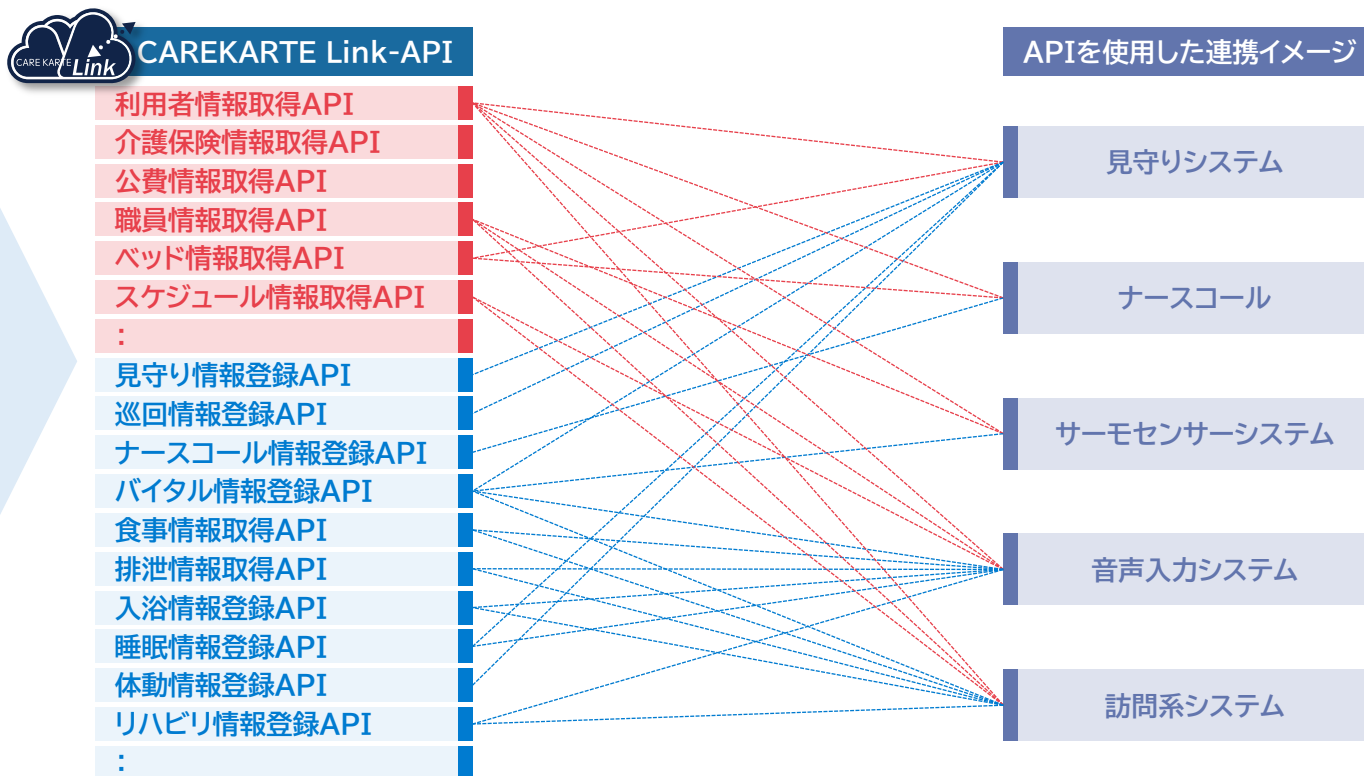 CARE KARTE
Link
CAREKARTE Link-API
利用者情報取得API
介護保険情報取得API
公費情報取得API
職員情報取得API
ベッド情報取得API
スケジュール情報取得API
:
見守り情報登録API
巡回情報登録API
ナースコール情報登録API
バイタル情報登録API
食事情報取得API
排泄情報取得API
入浴情報登録API
睡眠情報登録API
体動情報登録API
リハビリ情報登録API
:
APIを使用した連携イメージ
見守りシステム
ナースコール
サーモセンサーシステム
音声入力システム
訪問系システム